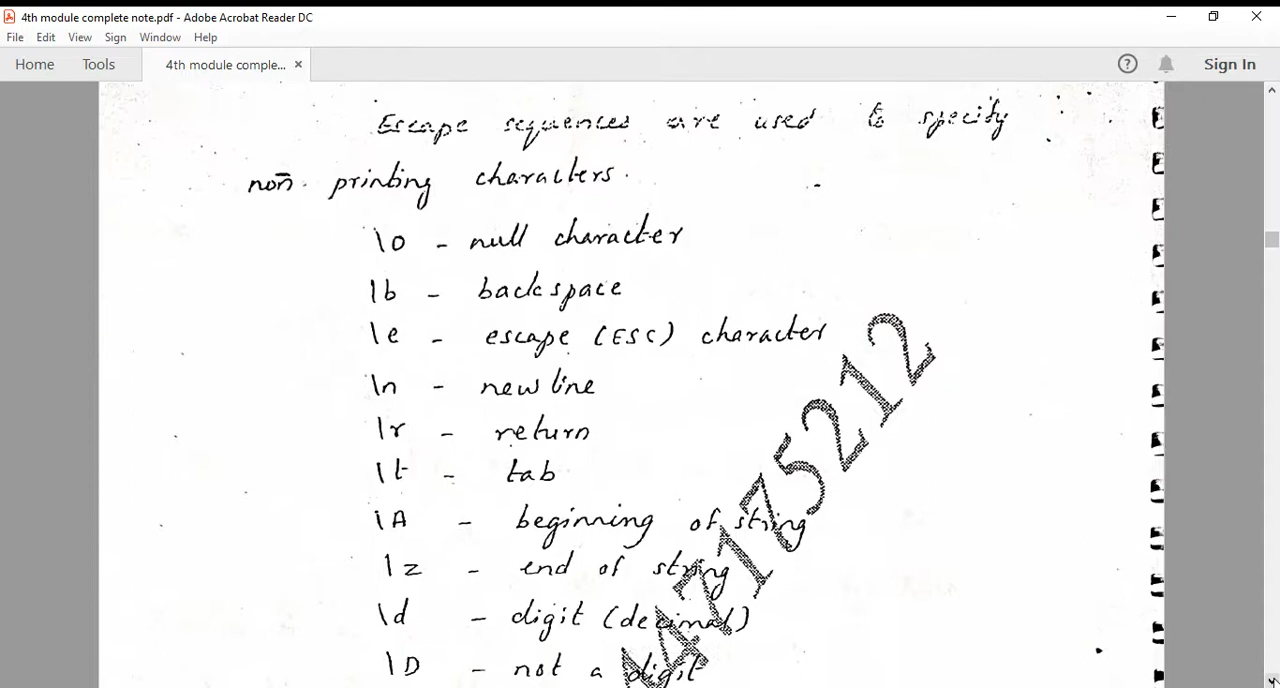 4th module complete note.pdf - Adobe Acrobat Reader DC
File Edit View Sign Window Help
Home Tools 4th module comple... × Sign In
Escape sequences are used to specify
non printing characters.
\0 - null character
\b - backspace
\e - escape (ESC) character
\n - newline
\r - return
\t - tab
\A - beginning of string
\z - end of string
\d - digit (decimal)
\D - not a digit